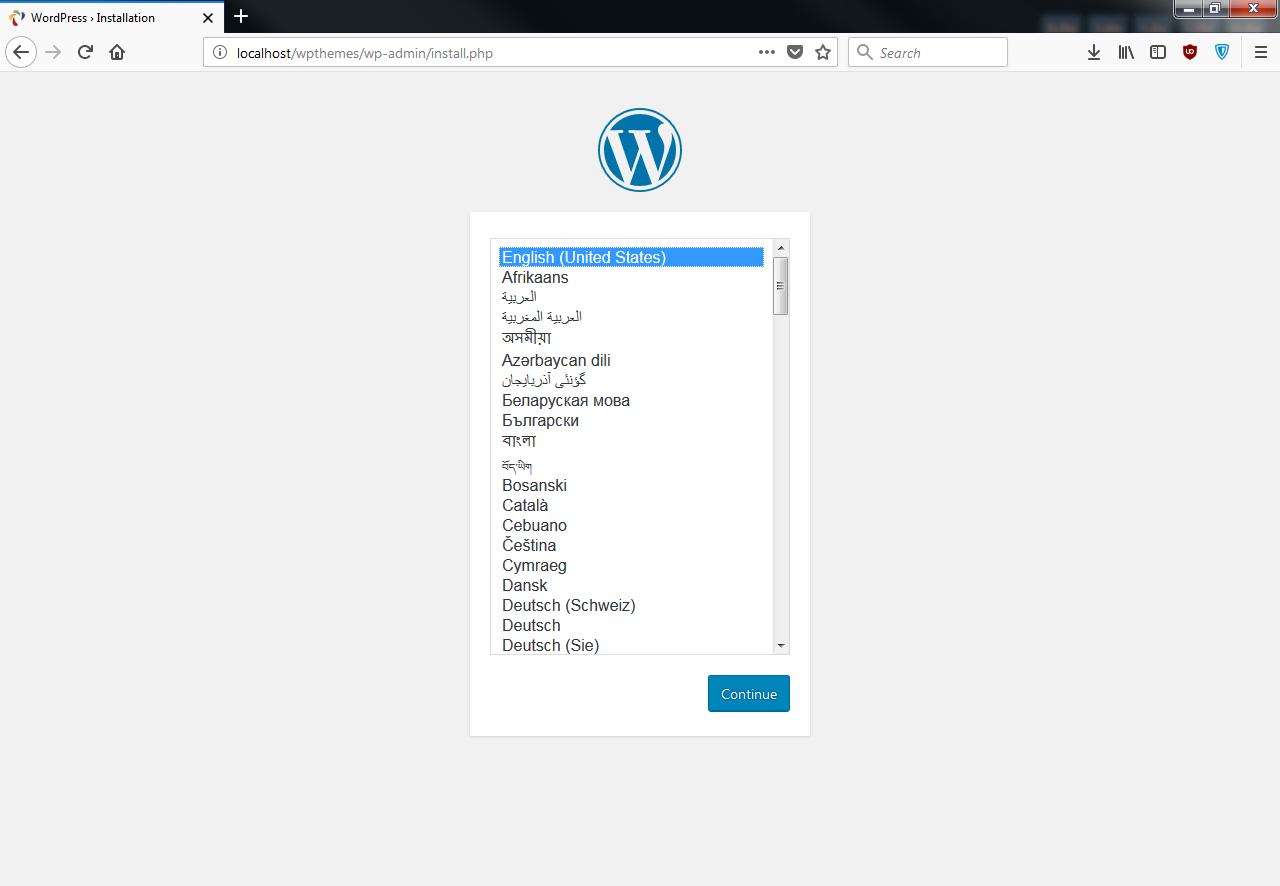 WordPress › Installation
localhost/wpthemes/wp-admin/install.php
Search
English (United States)
Afrikaans
العربية
العربية المغربية
অসমীয়া
Azərbaycan dili
گؤنئی آذربایجان
Беларуская мова
Български
বাংলা
བོད་ཡིག
Bosanski
Català
Cebuano
Čeština
Cymraeg
Dansk
Deutsch (Schweiz)
Deutsch
Deutsch (Sie)
Continue